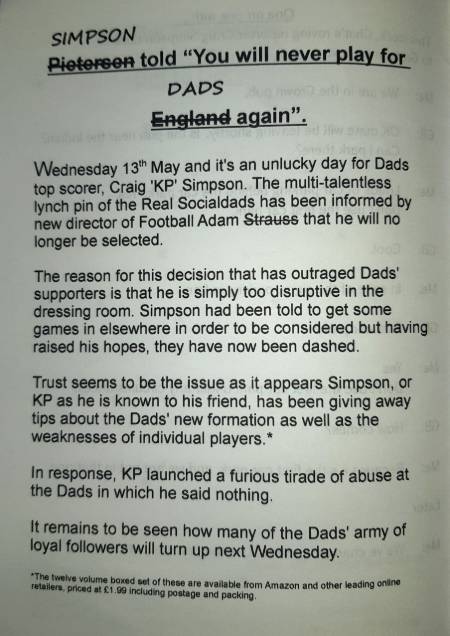 SIMPSON
Pietersen told “You will never play for
DADS
England again”.
Wednesday 13th May and it's an unlucky day for Dads
top scorer, Craig 'KP' Simpson. The multi-talentless
lynch pin of the Real Socialdads has been informed by
new director of Football Adam Strauss that he will no
longer be selected.
The reason for this decision that has outraged Dads'
supporters is that he is simply too disruptive in the
dressing room. Simpson had been told to get some
games in elsewhere in order to be considered but having
raised his hopes, they have now been dashed.
Trust seems to be the issue as it appears Simpson, or
KP as he is known to his friend, has been giving away
tips about the Dads' new formation as well as the
weaknesses of individual players.*
In response, KP launched a furious tirade of abuse at
the Dads in which he said nothing.
It remains to be seen how many of the Dads' army of
loyal followers will turn up next Wednesday.
*The twelve volume boxed set of these are available from Amazon and other leading online
retailers, priced at £1.99 including postage and packing.